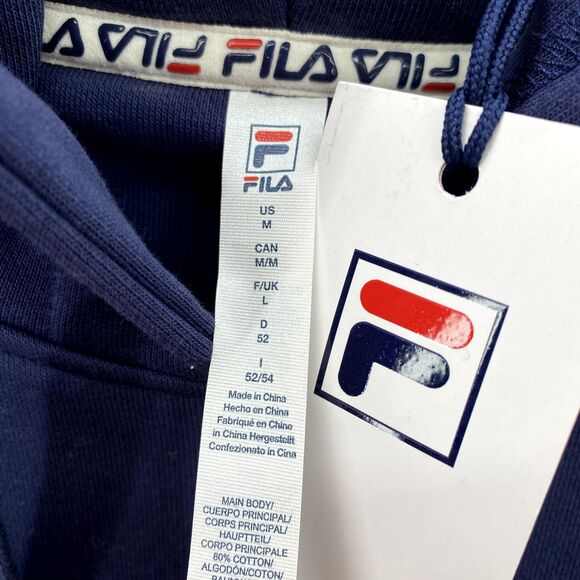 FILA FILA FILA
FILA
US
M
CAN
M/M
F/UK
L
D
52
I
52/54
Made in China
Hecho en China
Fabriqué en Chine
in China Hergestellt
Confezionato in Cina
MAIN BODY/
CUERPO PRINCIPAL/
CORPS PRINCIPAL/
HAUPTTEIL/
CORPO PRINCIPALE
80% COTTON/
ALGODÓN/COTON/
F